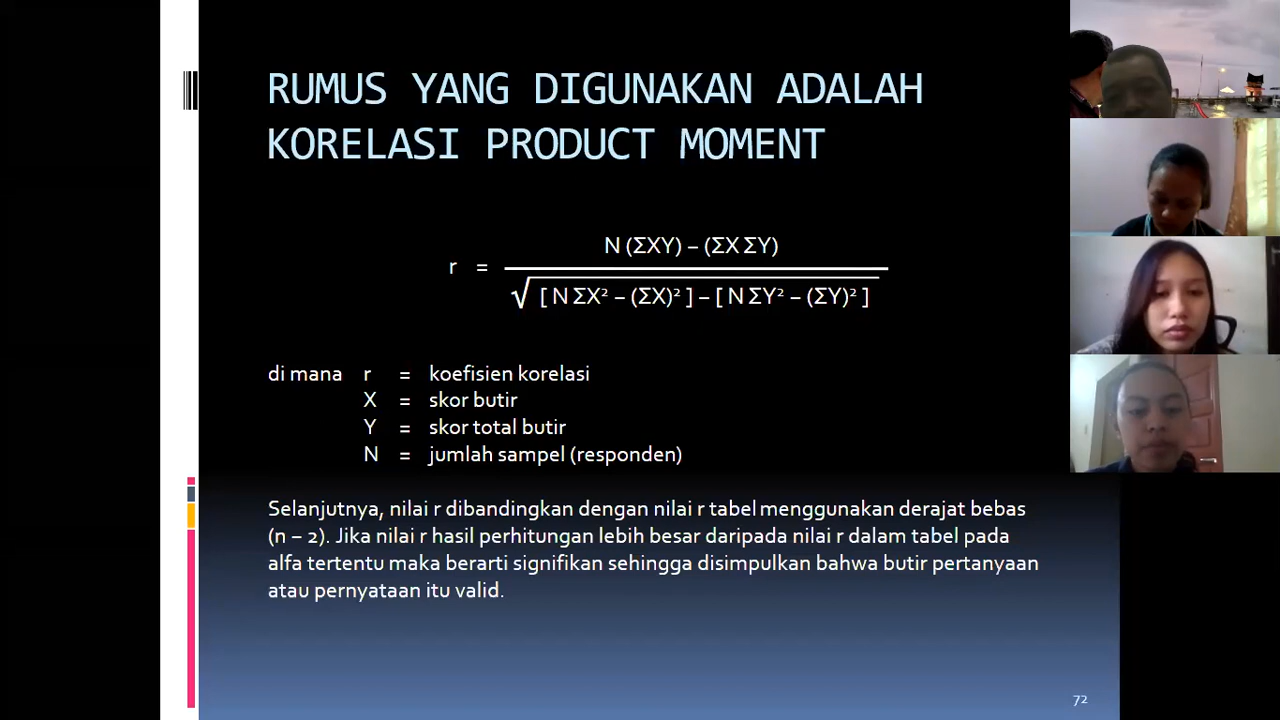 RUMUS YANG DIGUNAKAN ADALAH
KORELASI PRODUCT MOMENT
N (ΣXY) – (ΣX ΣY)
r =
√ [ N ΣX² – (ΣX)² ] – [ N ΣY² – (ΣY)² ]
di mana r = koefisien korelasi
X = skor butir
Y = skor total butir
N = jumlah sampel (responden)
Selanjutnya, nilai r dibandingkan dengan nilai r tabel menggunakan derajat bebas
(n – 2). Jika nilai r hasil perhitungan lebih besar daripada nilai r dalam tabel pada
alfa tertentu maka berarti signifikan sehingga disimpulkan bahwa butir pertanyaan
atau pernyataan itu valid.
72